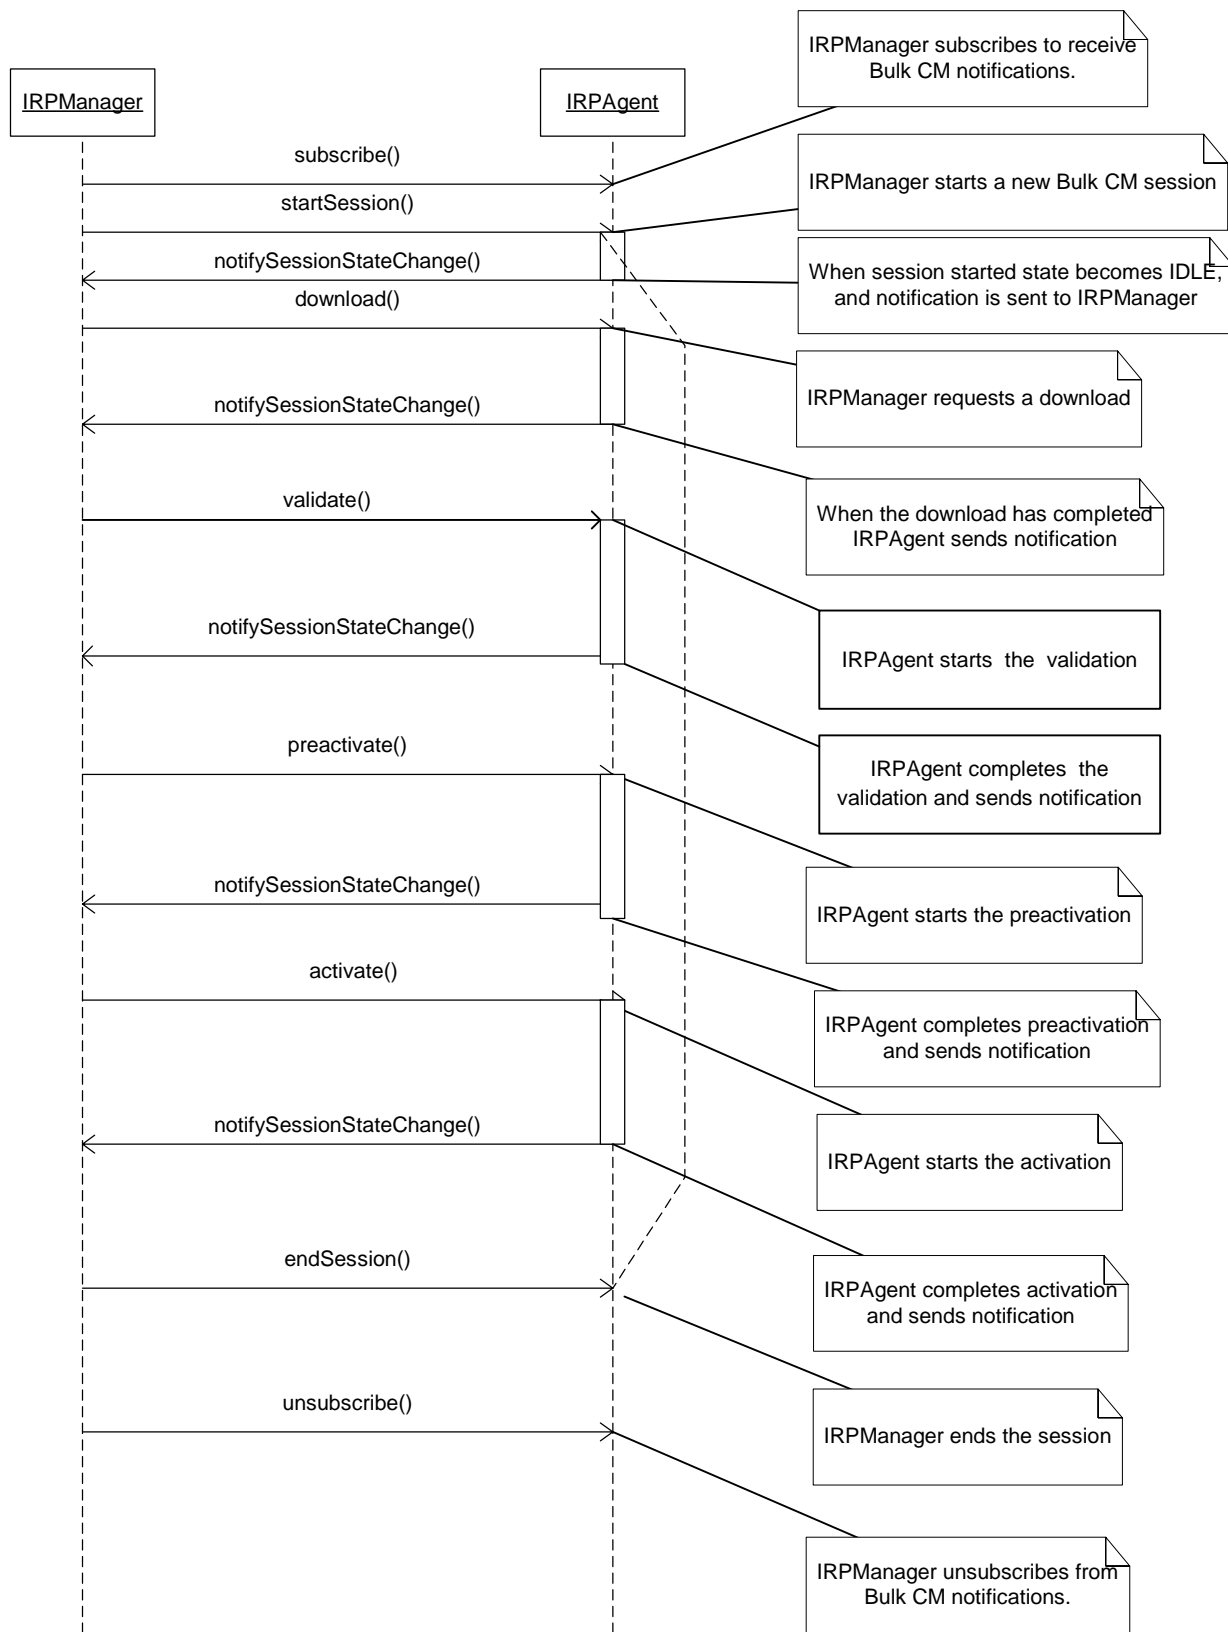 IRPManager subscribes to receive
Bulk CM notifications.
IRPManager
IRPAgent
subscribe()
IRPManager starts a new Bulk CM session
startSession()
notifySessionStateChange()
When session started state becomes IDLE,
and notification is sent to IRPManager
download()
IRPManager requests a download
notifySessionStateChange()
validate()
When the download has completed
IRPAgent sends notification
notifySessionStateChange()
IRPAgent starts the validation
preactivate()
IRPAgent completes the
validation and sends notification
notifySessionStateChange()
IRPAgent starts the preactivation
activate()
IRPAgent completes preactivation
and sends notification
notifySessionStateChange()
IRPAgent starts the activation
endSession()
IRPAgent completes activation
and sends notification
unsubscribe()
IRPManager ends the session
IRPManager unsubscribes from
Bulk CM notifications.